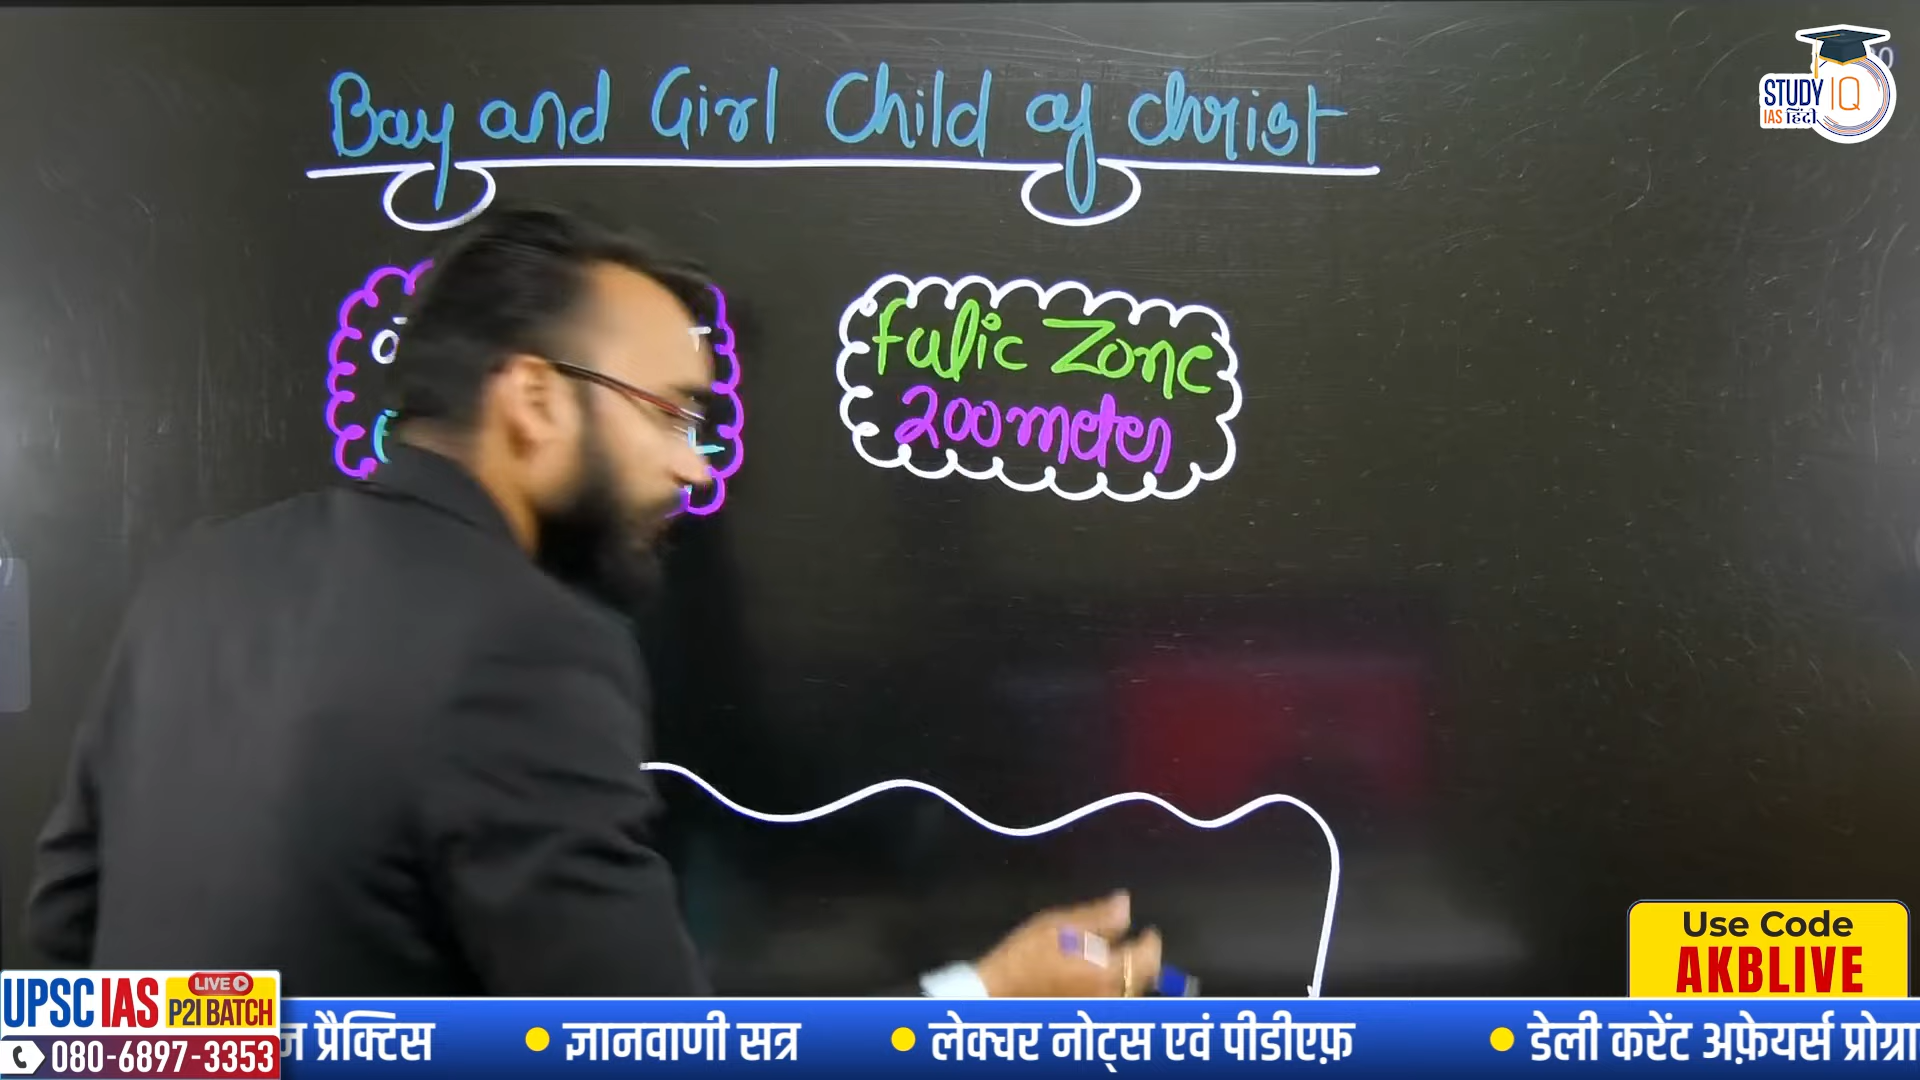 Boy and Girl Child of Christ
STUDY IQ
IAS हिंदी
Fulic Zone
200 meter
Use Code
AKBLIVE
UPSC IAS
LIVE
P2I BATCH
080-6897-3353
न प्रैक्टिस
ज्ञानवाणी सत्र
लेक्चर नोट्स एवं पीडीएफ़
डेली करेंट अफ़ेयर्स प्रोग्रा